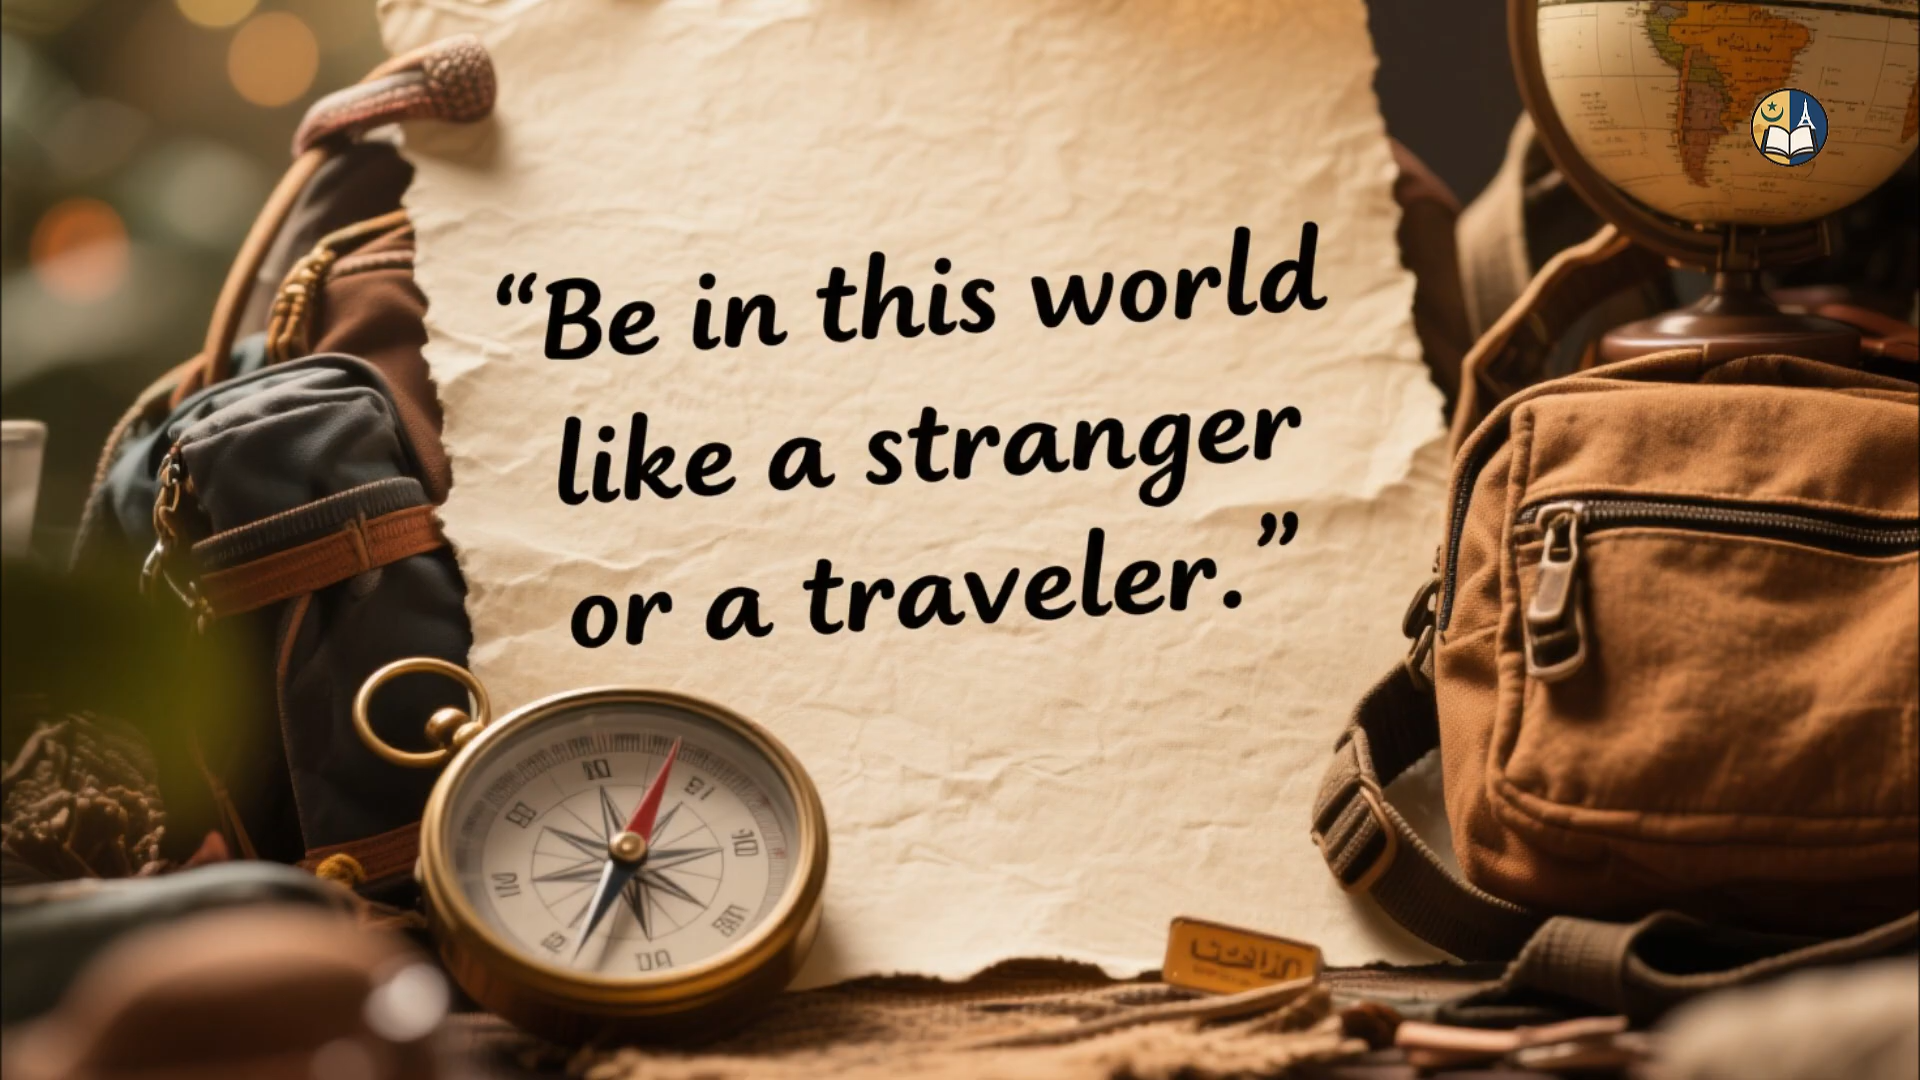 “Be in this world
like a stranger
or a traveler.”